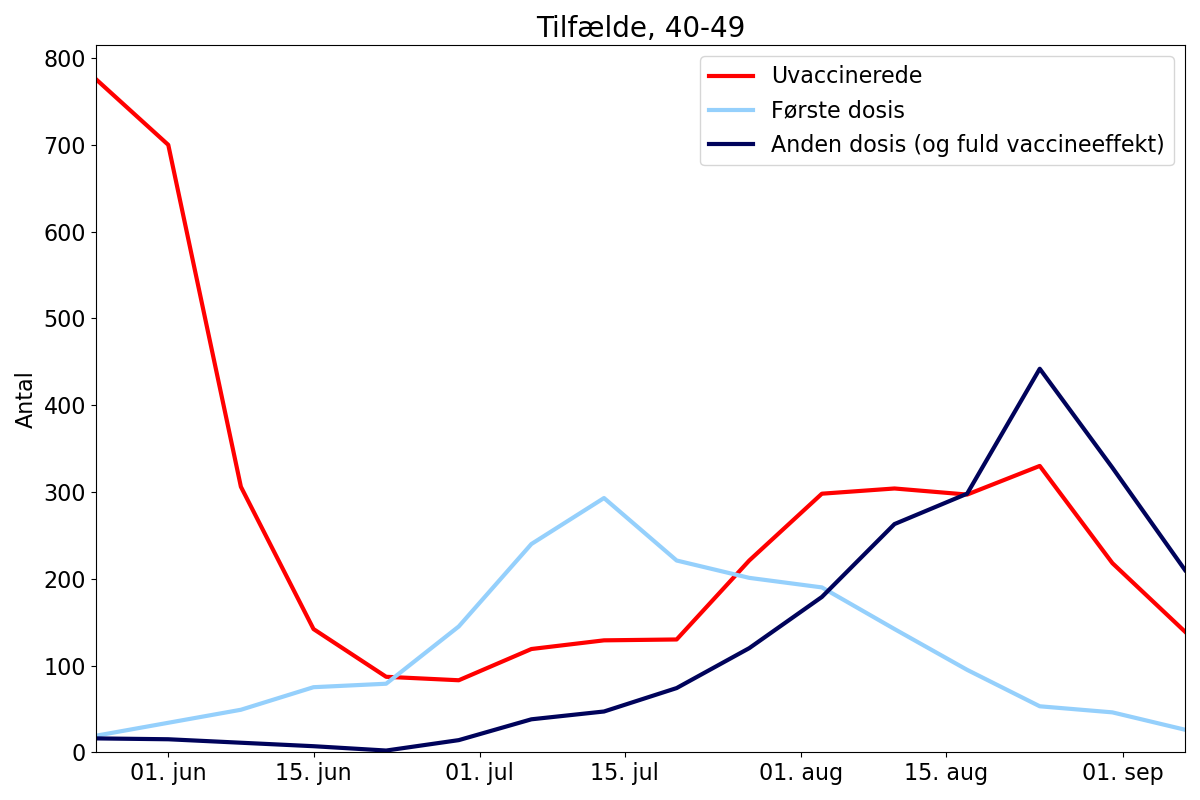 Tilfælde, 40-49
Uvaccinerede
Første dosis
Anden dosis (og fuld vaccineeffekt)
Antal
800
700
600
500
400
300
200
100
0
01. jun
15. jun
01. jul
15. jul
01. aug
15. aug
01. sep